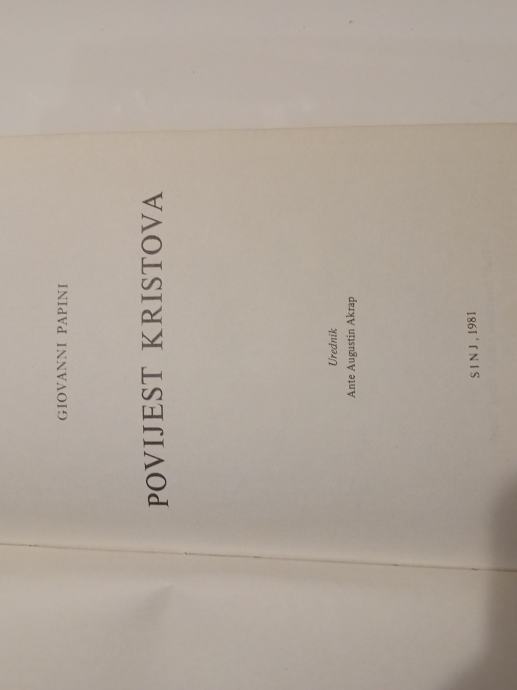 GIOVANNI PAPINI
POVIJEST KRISTOVA
Urednik
Ante Augustin Akrap
SINJ, 1981